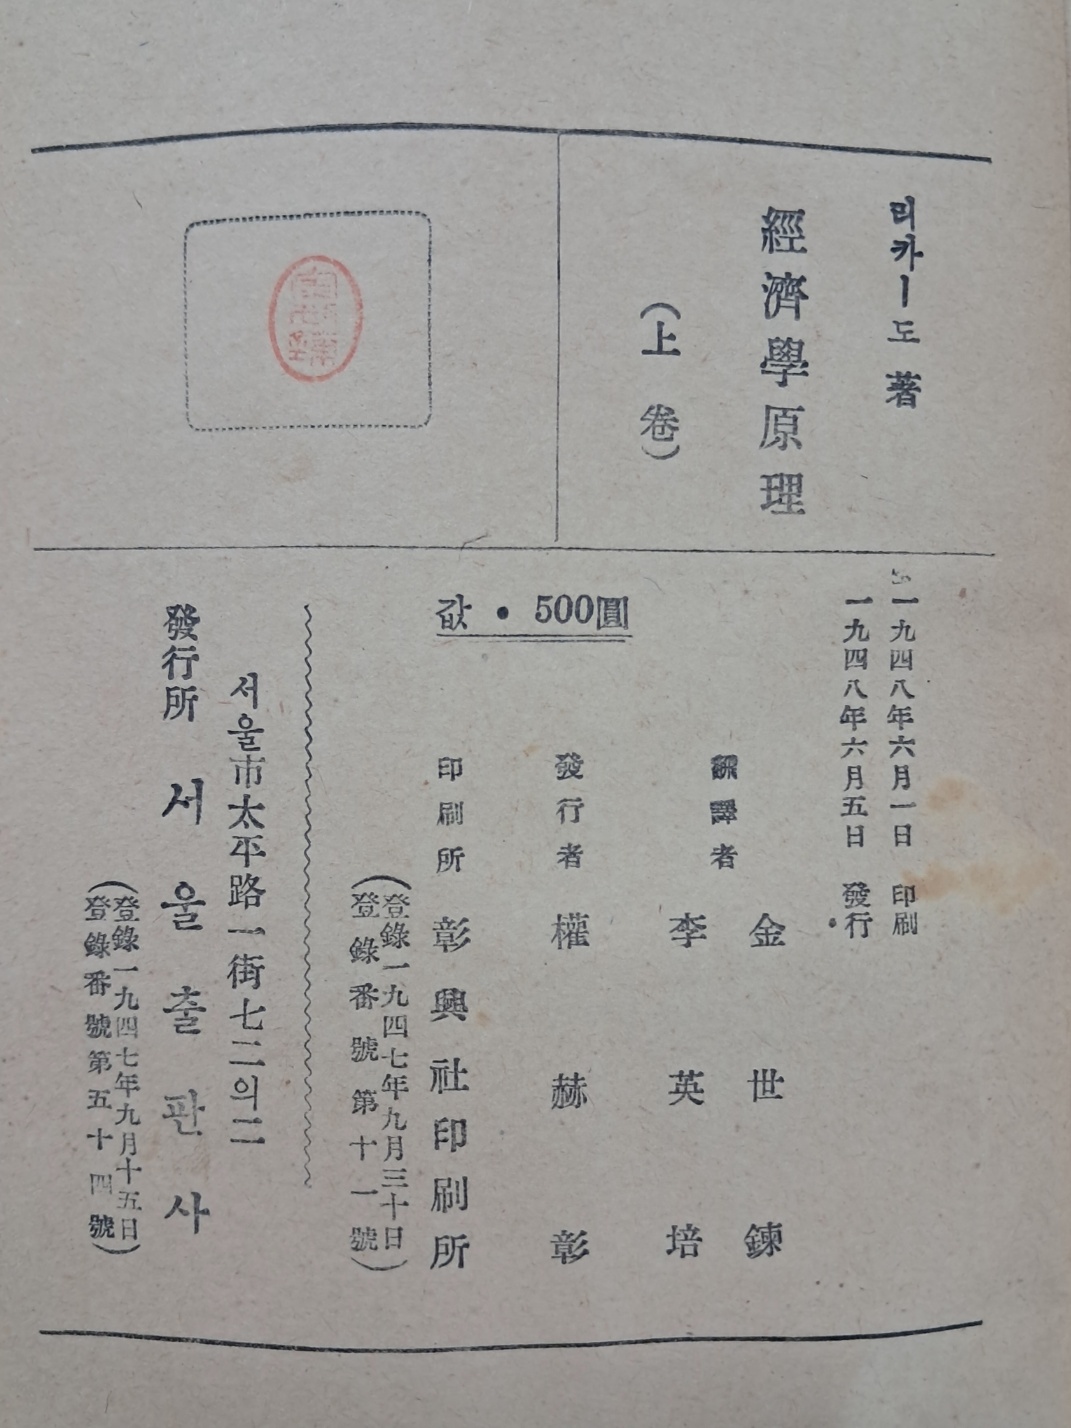 리카ー도 著
經濟學原理
(上卷)
一九四八年六月一日 印刷
一九四八年六月五日 發行
飜譯者
金世鍊
李英培
發行者 權赫彰
印刷所 彰興社印刷所
(登錄一九四七年九月三十日
登錄番號第十一號)
값・500圓
서울市太平路一街七二의二
發行所 서울출판사
(登錄一九四七年九月十五日
登錄番號第五十四號)